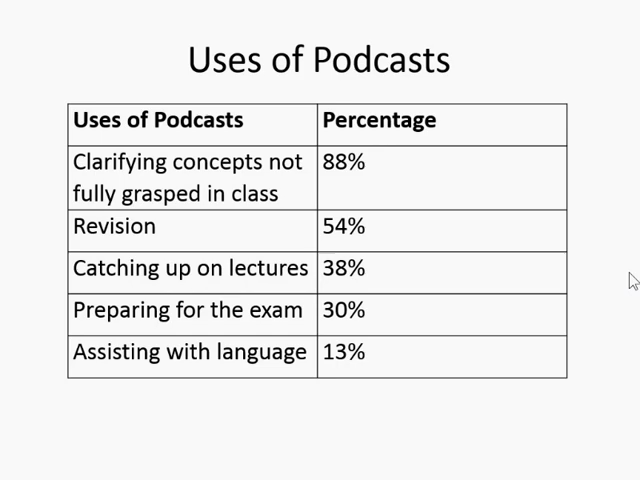 Uses of Podcasts
Uses of Podcasts Percentage
Clarifying concepts not 88%
fully grasped in class
Revision 54%
Catching up on lectures 38%
Preparing for the exam 30%
Assisting with language 13%